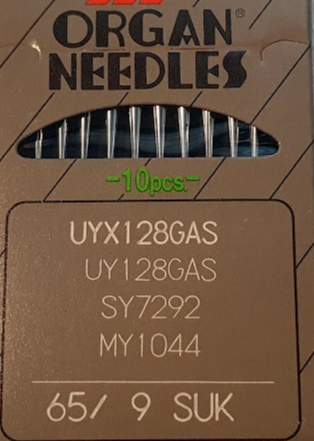 ORGAN®
NEEDLES
-10pcs.-
UYX128GAS
UY128GAS
SY7292
MY1044
65/ 9 SUK